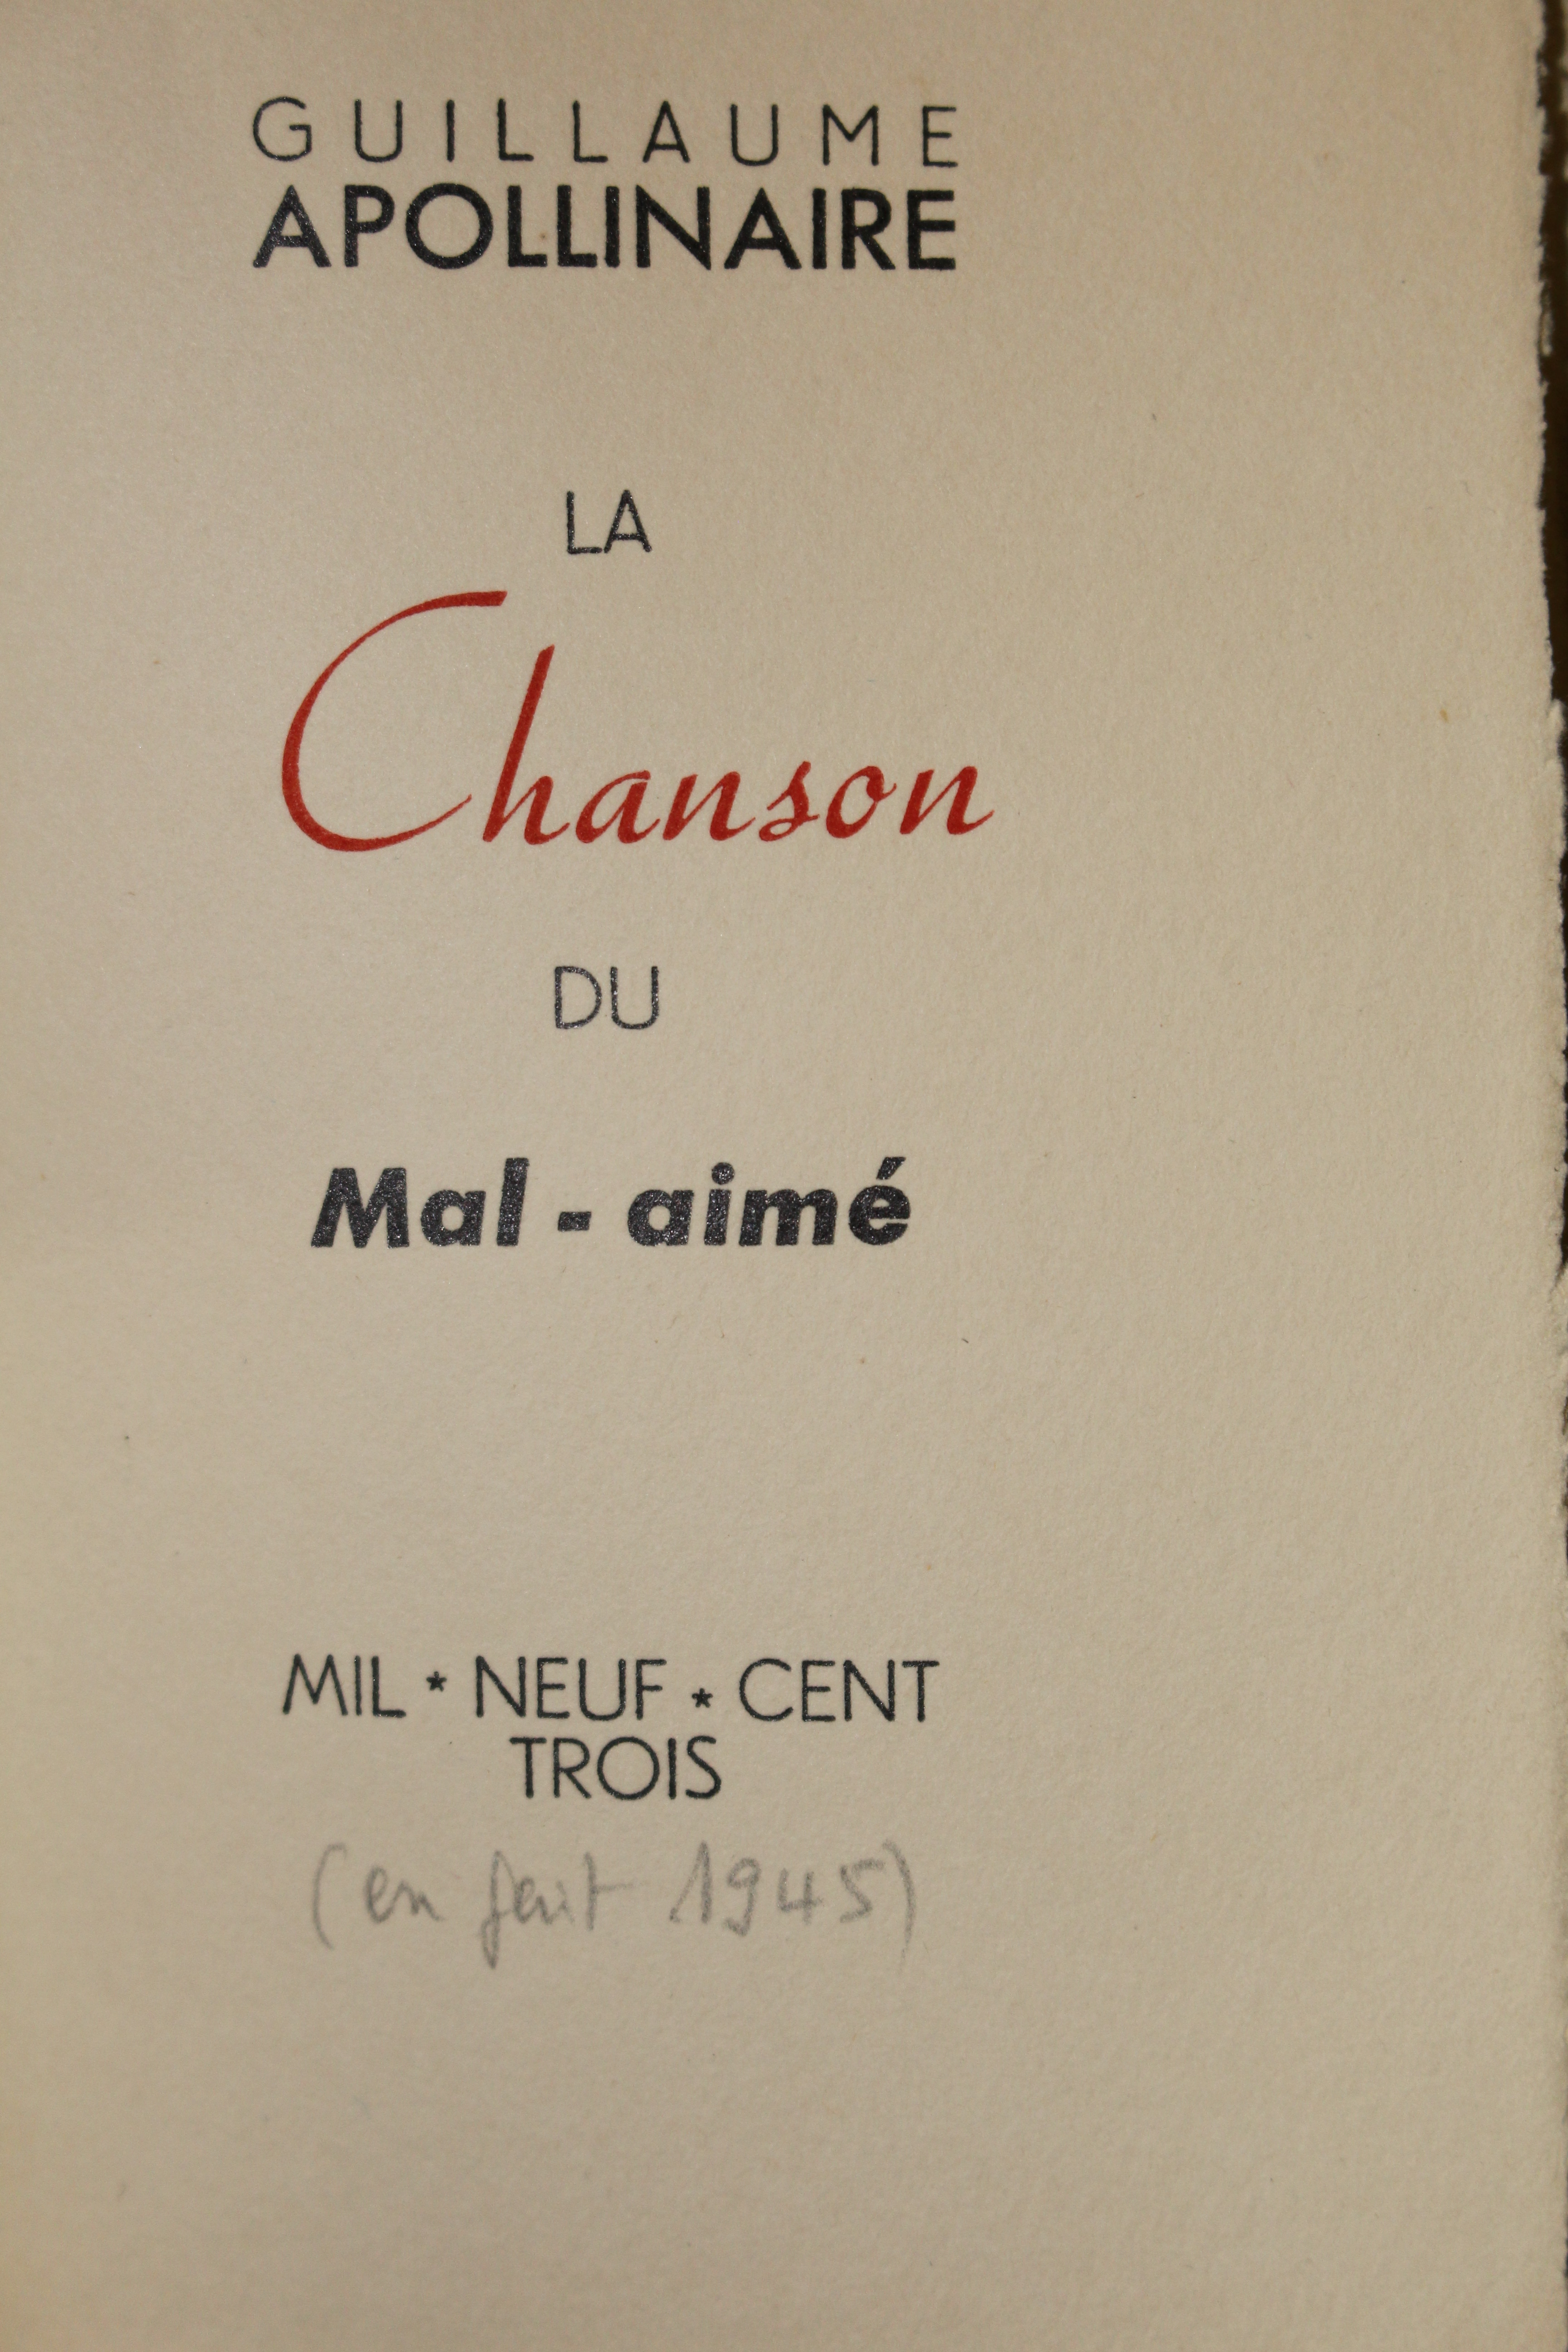 GUILLAUME
APOLLINAIRE
LA
Chanson
DU
Mal-aimé
MIL * NEUF * CENT
TROIS
(en fait 1945)